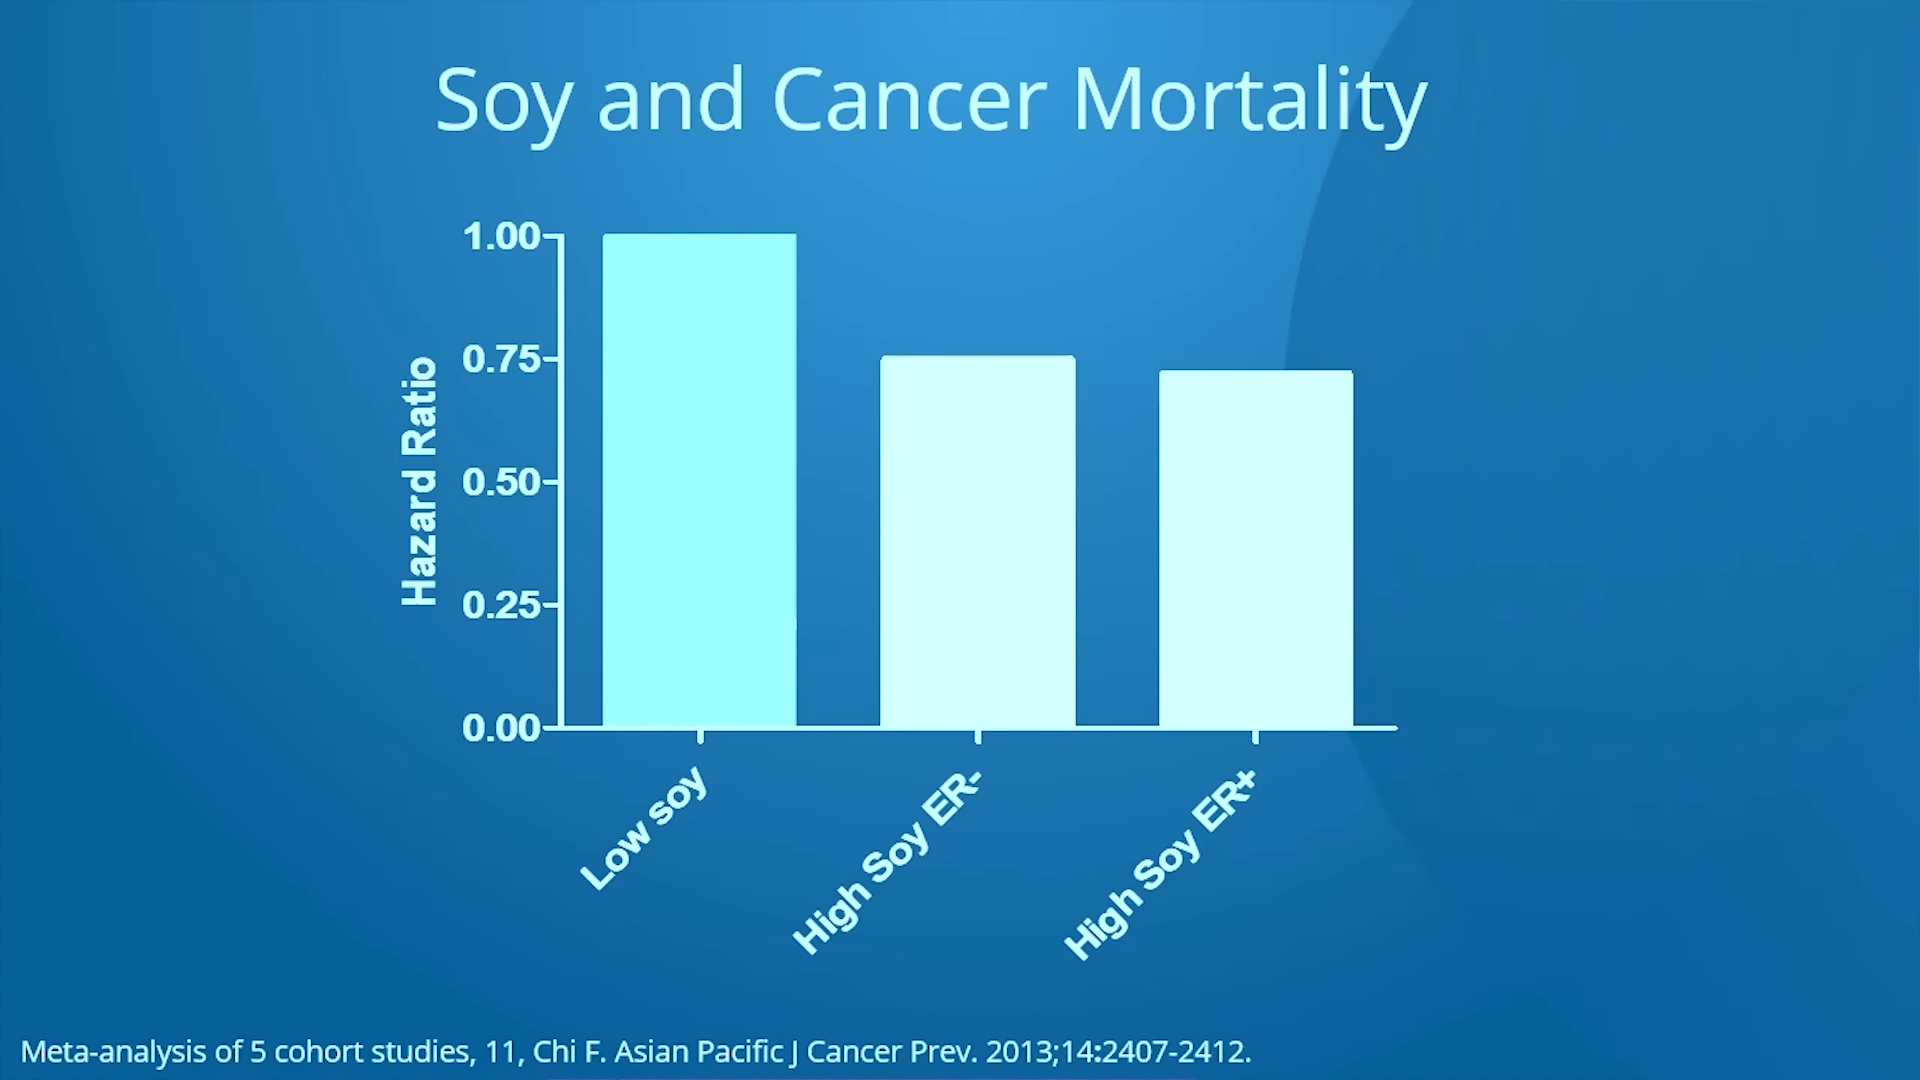 Soy and Cancer Mortality
1.00
0.75
0.50
0.25
0.00
Hazard Ratio
Low soy
High Soy ER-
High Soy ER+
Meta-analysis of 5 cohort studies, 11, Chi F. Asian Pacific J Cancer Prev. 2013;14:2407-2412.